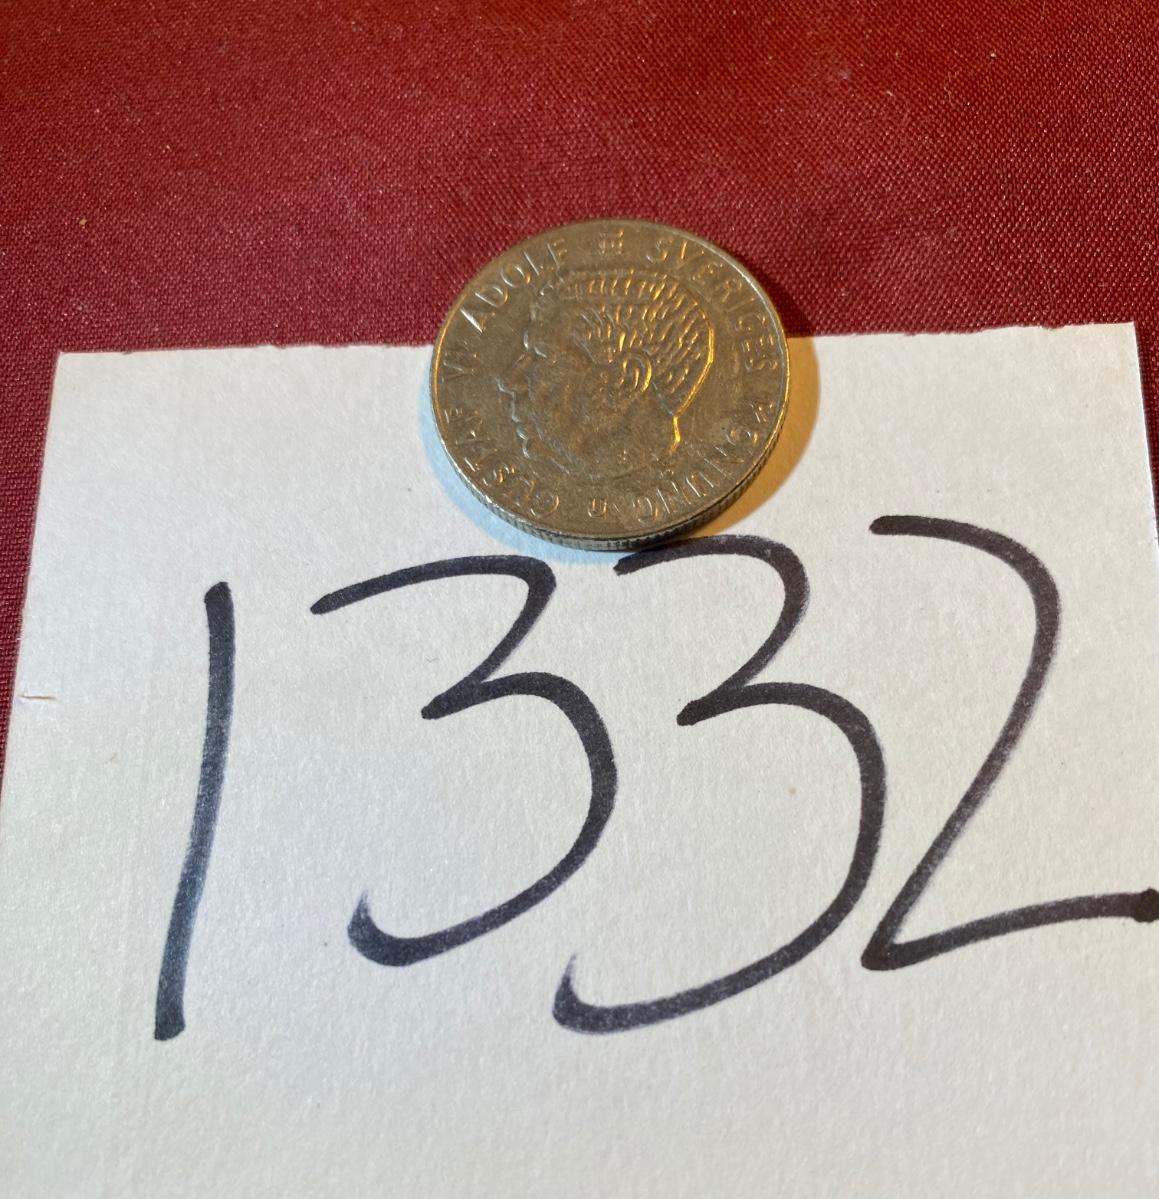 GUSTAF VI ADOLF SVERIGES KONUNG
1332